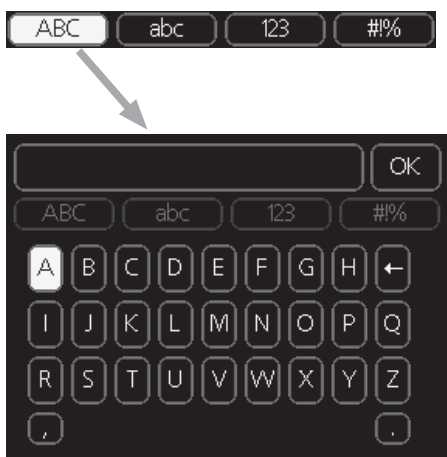 ABC abc 123 #!%
OK
ABC abc 123 #!%
A B C D E F G H ←
I J K L M N O P Q
R S T U V W X Y Z
, .